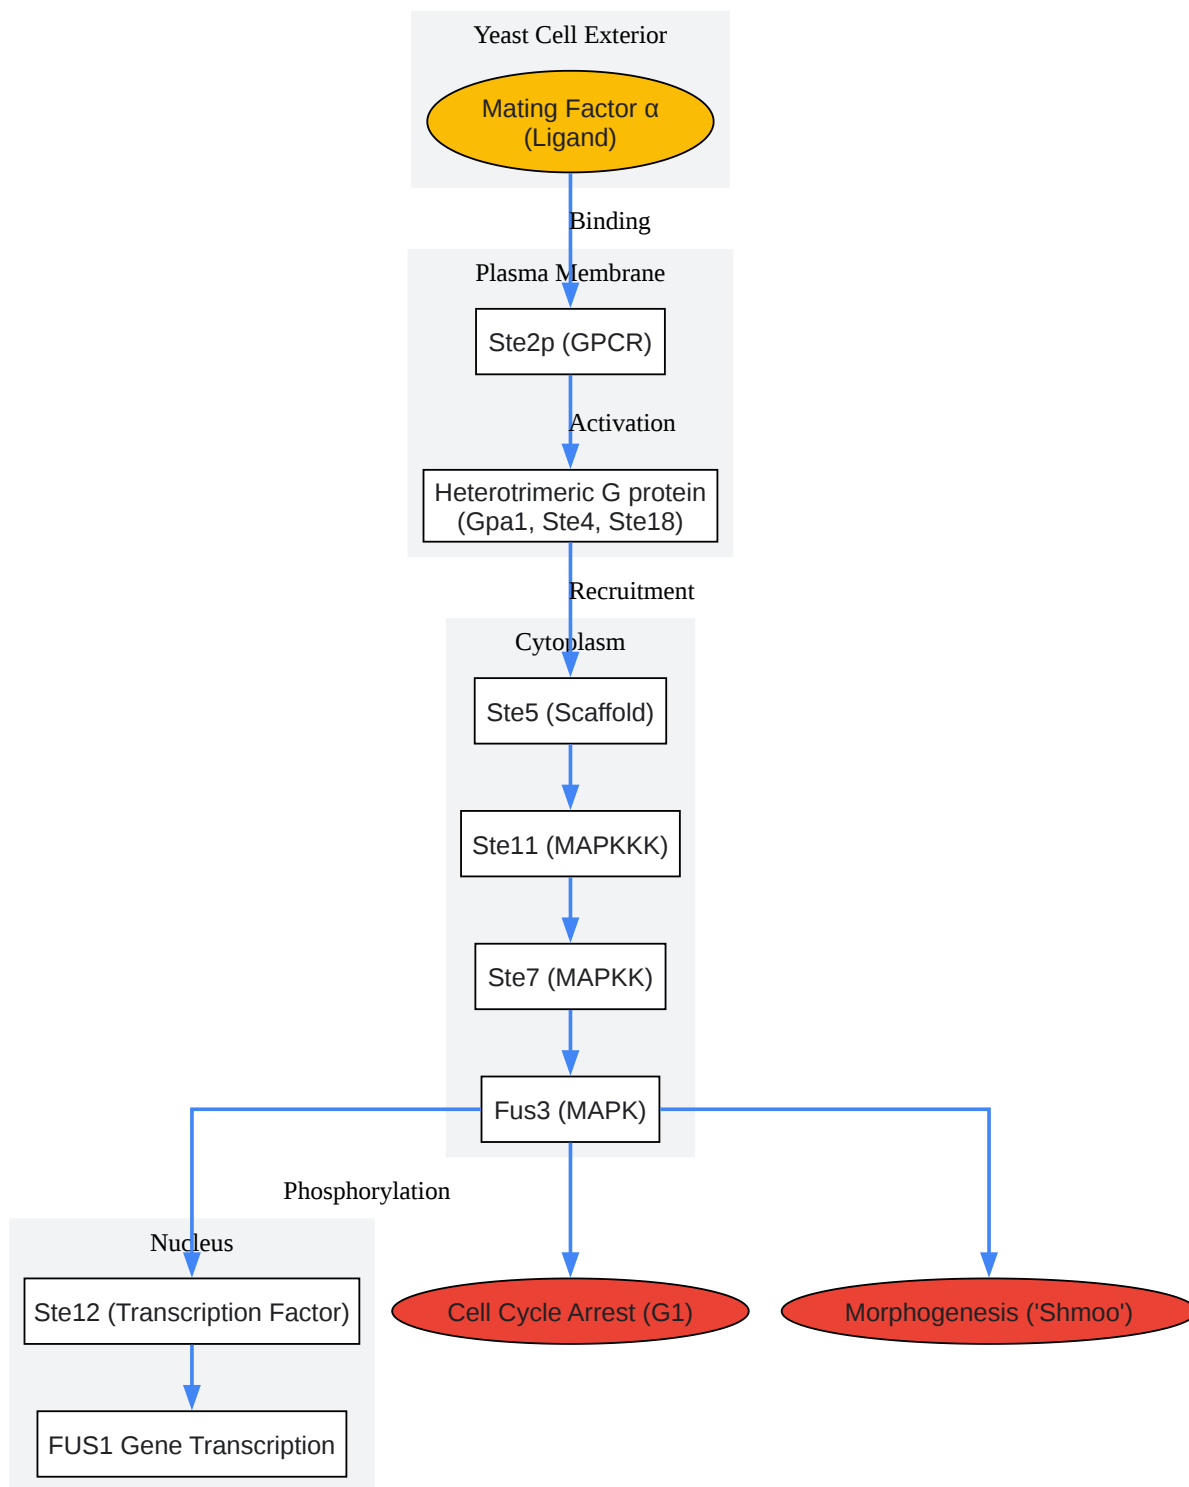 Yeast Cell Exterior
Mating Factor α
(Ligand)
Binding
Plasma Membrane
Ste2p (GPCR)
Activation
Heterotrimeric G protein
(Gpa1, Ste4, Ste18)
Recruitment
Cytoplasm
Ste5 (Scaffold)
Ste11 (MAPKKK)
Ste7 (MAPKK)
Fus3 (MAPK)
Phosphorylation
Nucleus
Ste12 (Transcription Factor)
Cell Cycle Arrest (G1)
Morphogenesis ('Shmoo')
FUS1 Gene Transcription